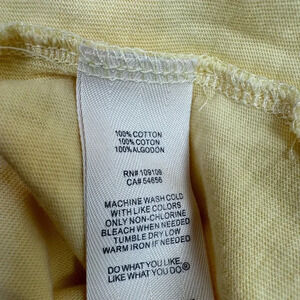 100% COTTON
100% COTON
100% ALGODON
RN# 109109
CA# 54656
MACHINE WASH COLD
WITH LIKE COLORS
ONLY NON-CHLORINE
BLEACH WHEN NEEDED
TUMBLE DRY LOW
WARM IRON IF NEEDED
DO WHAT YOU LIKE.
LIKE WHAT YOU DO®